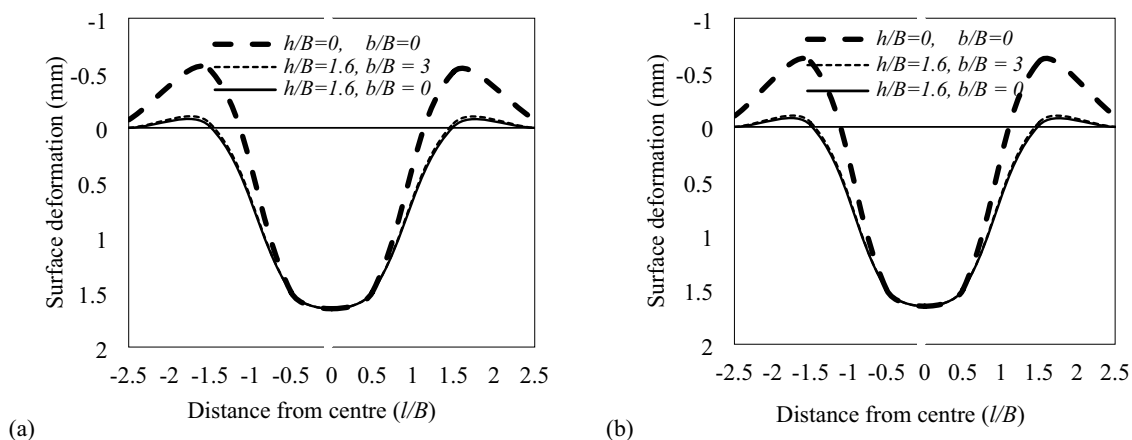 -1
-0.5
0
0.5
1
1.5
2
Surface deformation (mm)
h/B=0, b/B=0
h/B=1.6, b/B = 3
h/B=1.6, b/B = 0
-2.5 -2 -1.5 -1 -0.5 0 0.5 1 1.5 2 2.5
Distance from centre (l/B)
(a)
-1
-0.5
0
0.5
1
1.5
2
Surface deformation (mm)
h/B=0, b/B=0
h/B=1.6, b/B = 3
h/B=1.6, b/B = 0
-2.5 -2 -1.5 -1 -0.5 0 0.5 1 1.5 2 2.5
Distance from centre (l/B)
(b)